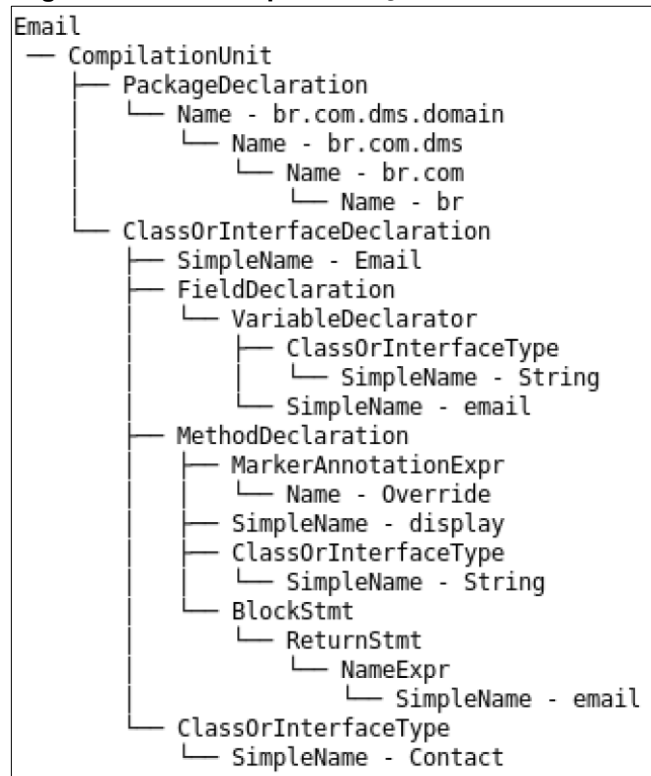 Email
── CompilationUnit
    ├── PackageDeclaration
    │   └── Name - br.com.dms.domain
    │       └── Name - br.com.dms
    │           └── Name - br.com
    │               └── Name - br
    └── ClassOrInterfaceDeclaration
        ├── SimpleName - Email
        ├── FieldDeclaration
        │   └── VariableDeclarator
        │       ├── ClassOrInterfaceType
        │       │   └── SimpleName - String
        │       └── SimpleName - email
        ├── MethodDeclaration
        │   ├── MarkerAnnotationExpr
        │   │   └── Name - Override
        │   ├── SimpleName - display
        │   ├── ClassOrInterfaceType
        │   │   └── SimpleName - String
        │   └── BlockStmt
        │       └── ReturnStmt
        │           └── NameExpr
        │               └── SimpleName - email
        └── ClassOrInterfaceType
            └── SimpleName - Contact